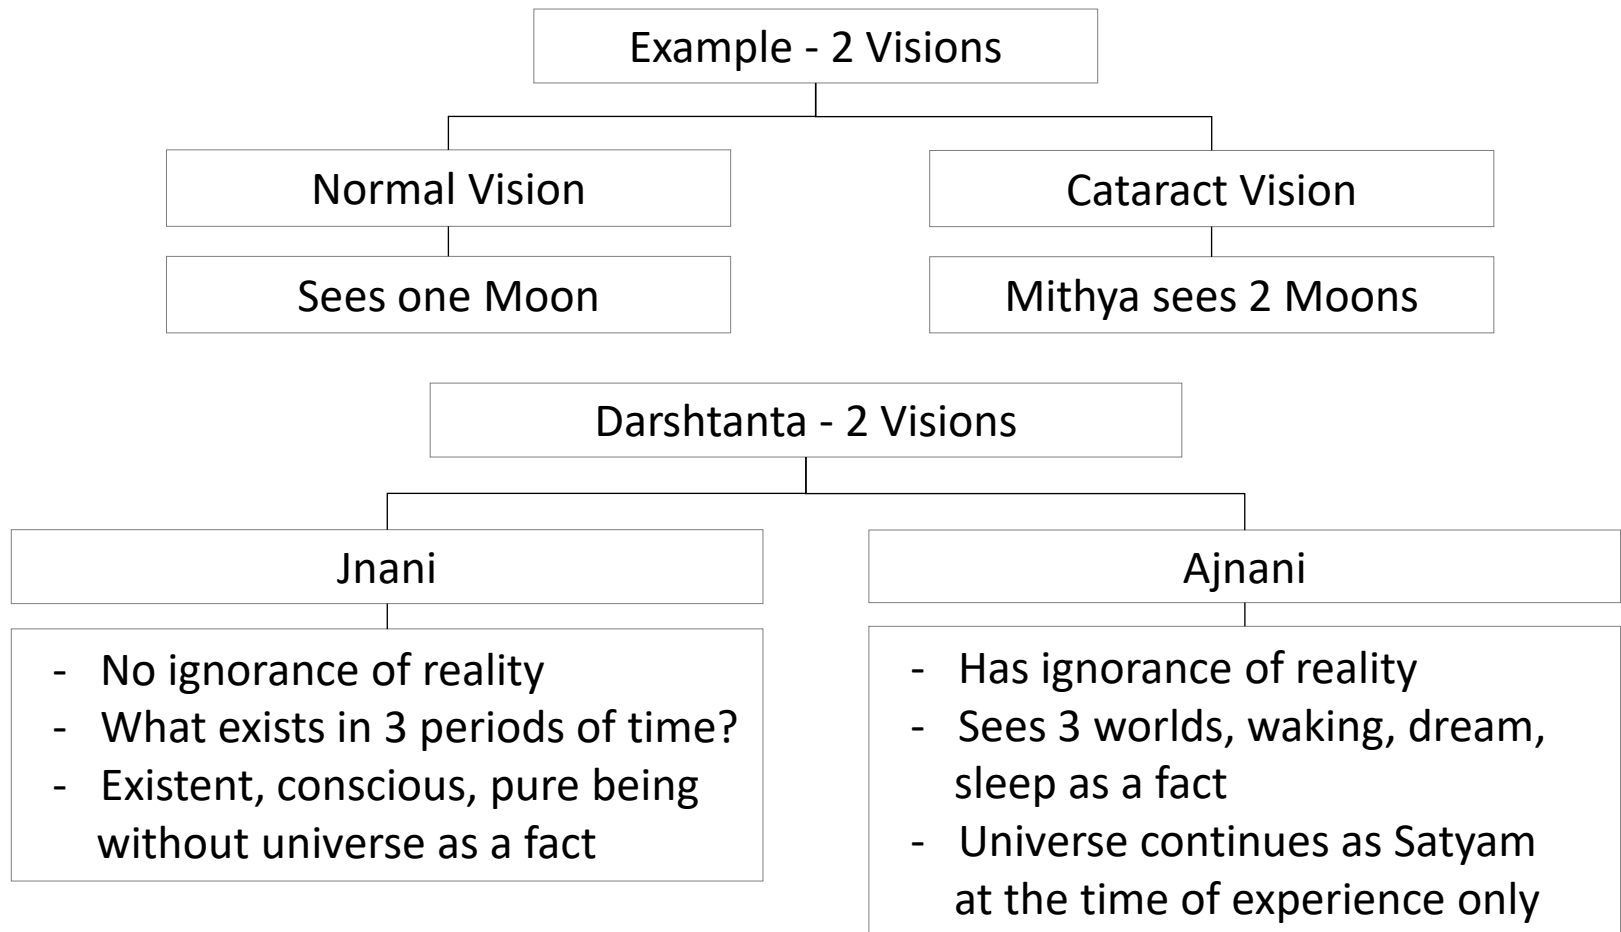 Example - 2 Visions
Normal Vision
Cataract Vision
Sees one Moon
Mithya sees 2 Moons
Darshtanta - 2 Visions
Jnani
Ajnani
- No ignorance of reality
- What exists in 3 periods of time?
- Existent, conscious, pure being
without universe as a fact
- Has ignorance of reality
- Sees 3 worlds, waking, dream,
sleep as a fact
- Universe continues as Satyam
at the time of experience only